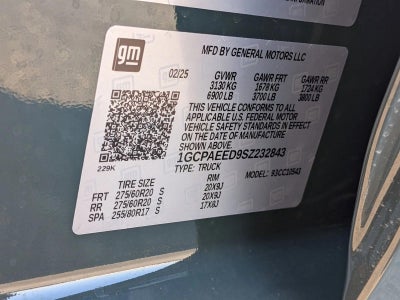 gm
MFD BY GENERAL MOTORS LLC
02/25 GVWR GAWR FRT GAWR RR
3130 KG 1678 KG 1724 KG
6900 LB 3700 LB 3800 LB
THIS VEHICLE CONFORMS TO ALL
APPLICABLE U.S. FEDERAL MOTOR
VEHICLE SAFETY STANDARDS IN EFFECT
ON THE DATE OF MANUFACTURE
SHOWN ABOVE.
1GCPAEED9SZ232843
229K TYPE: TRUCK MODEL: 93CC10543
TIRE SIZE RIM
FRT 275/60R20 S 20X9J
RR 275/60R20 S 20X9J
SPA 255/80R17 S 17X8J